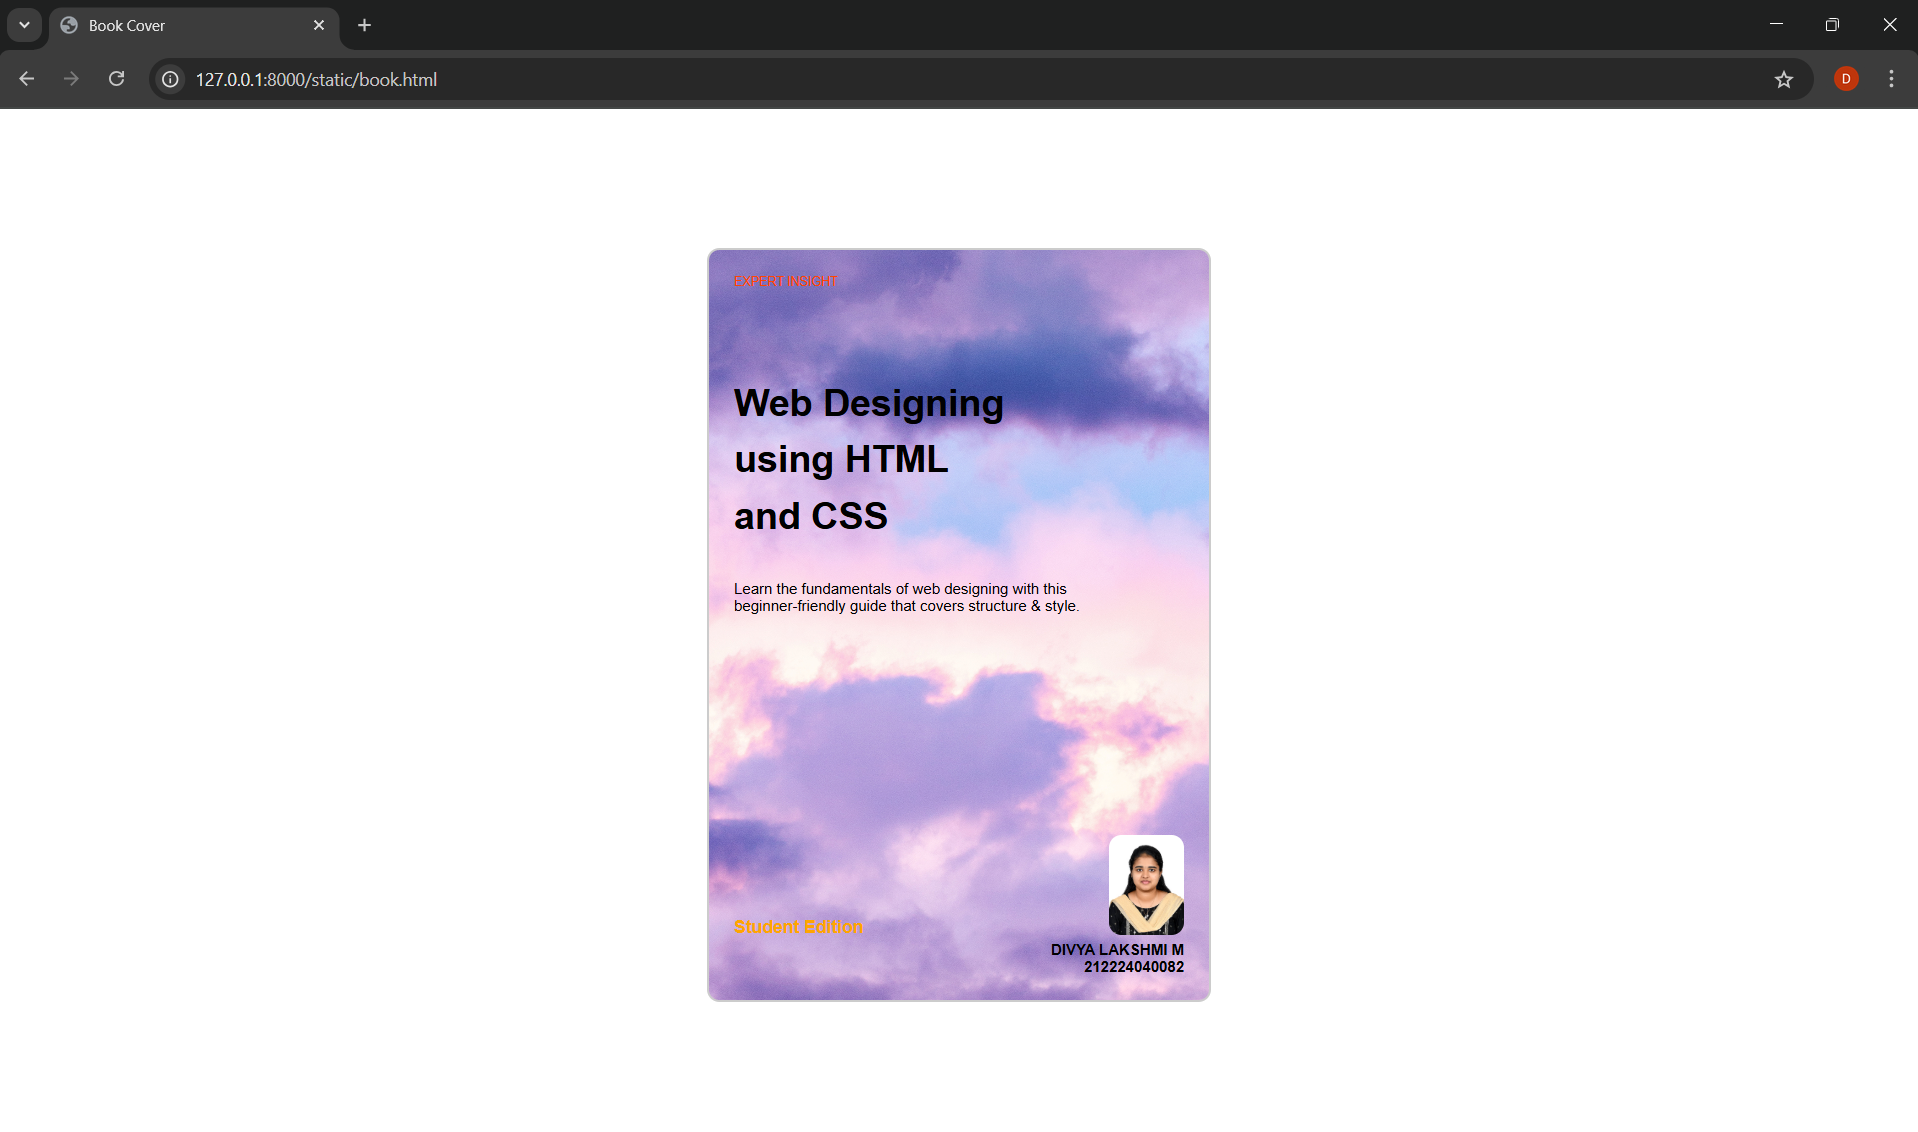 Book Cover
127.0.0.1:8000/static/book.html
D
EXPERT INSIGHT
Web Designing
using HTML
and CSS
Learn the fundamentals of web designing with this
beginner-friendly guide that covers structure & style.
Student Edition
DIVYA LAKSHMI M
212224040082